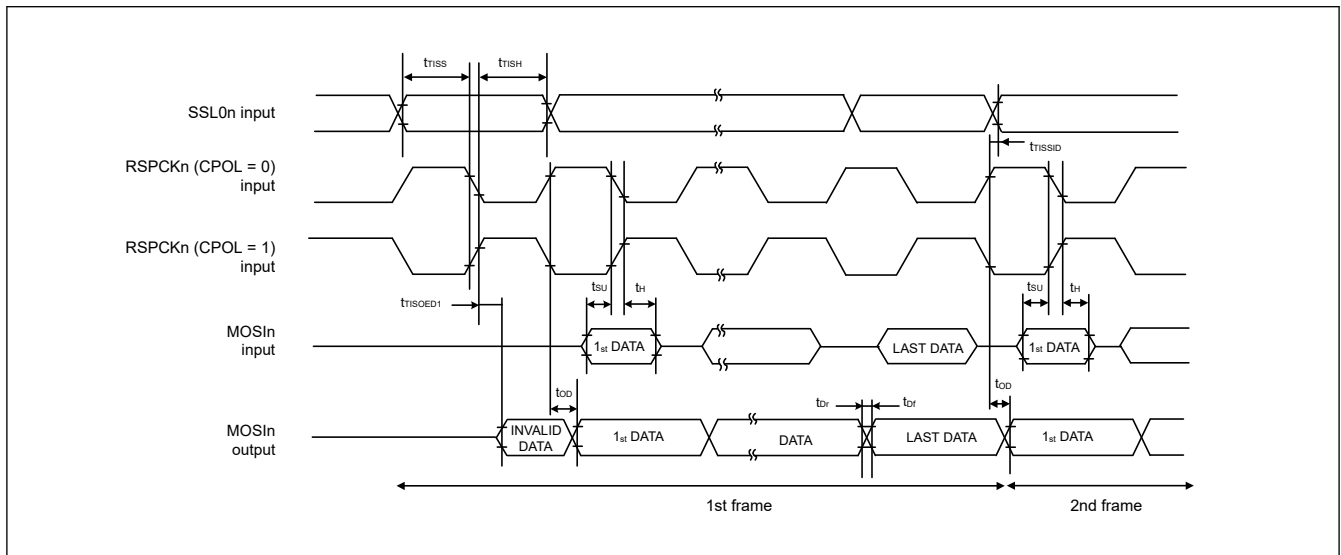 tTISS
tTISH
SSL0n input
tTISSID
RSPCKn (CPOL = 0)
input
RSPCKn (CPOL = 1)
input
tTISOED1
tSU
tH
tSU
tH
MOSIn
input
1st DATA
LAST DATA
1st DATA
tOD
tDr
tDf
tOD
MOSIn
output
INVALID
DATA
1st DATA
DATA
LAST DATA
1st DATA
1st frame
2nd frame